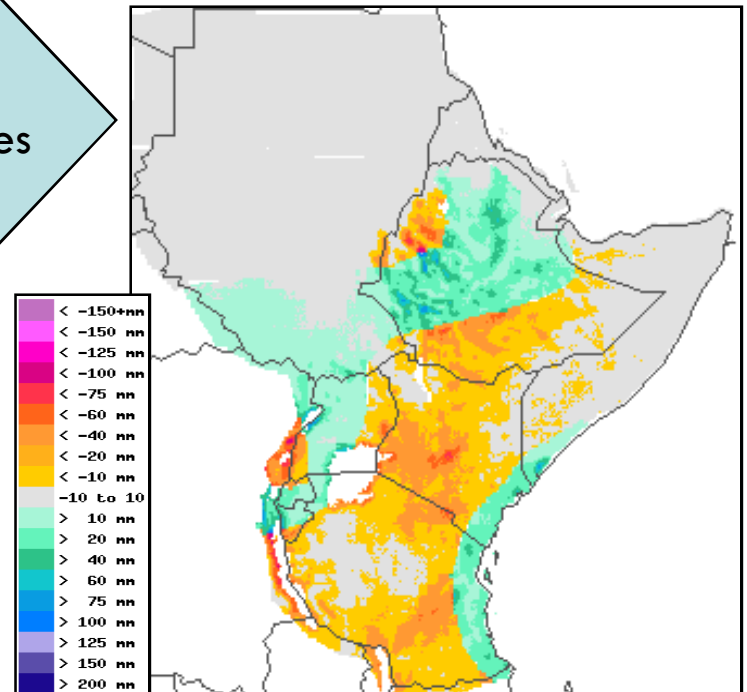 es
< -150+mm
< -150 mm
< -125 mm
< -100 mm
< -75 mm
< -60 mm
< -40 mm
< -20 mm
< -10 mm
-10 to 10
> 10 mm
> 20 mm
> 40 mm
> 60 mm
> 75 mm
> 100 mm
> 125 mm
> 150 mm
> 200 mm